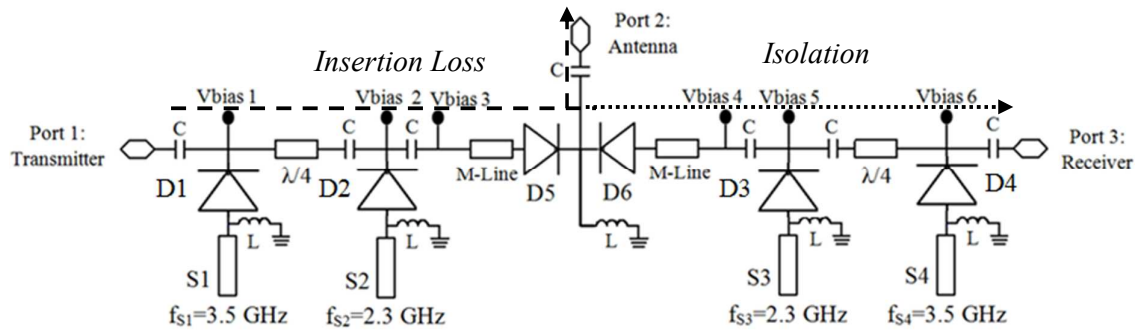 Port 2:
Antenna
Insertion Loss
Isolation
C
Vbias 1
Vbias 2
Vbias 3
Vbias 4
Vbias 5
Vbias 6
Port 1:
Transmitter
C
C
C
C
C
C
Port 3:
Receiver
λ/4
M-Line
M-Line
λ/4
D1
D2
D5
D6
D3
D4
L
L
L
L
L
S1
S2
S3
S4
fS1=3.5 GHz
fS2=2.3 GHz
fS3=2.3 GHz
fS4=3.5 GHz